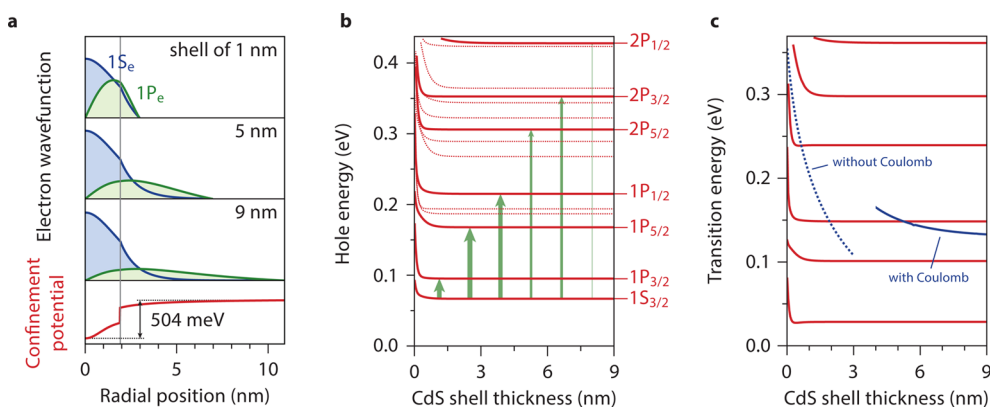 a
shell of 1 nm
1Se
1Pe
5 nm
9 nm
Electron wavefunction
Confinement
potential
504 meV
0
5
10
Radial position (nm)
b
Hole energy (eV)
0.4
0.3
0.2
0.1
0.0
2P1/2
2P3/2
2P5/2
1P1/2
1P5/2
1P3/2
1S3/2
0
3
6
9
CdS shell thickness (nm)
c
Transition energy (eV)
0.3
0.2
0.1
0.0
without Coulomb
with Coulomb
0
3
6
9
CdS shell thickness (nm)